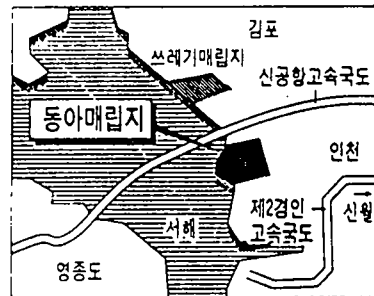 김포
쓰레기매립지
신공항고속국도
동아매립지
인천
제2경인
고속국도
신월
서해
영종도